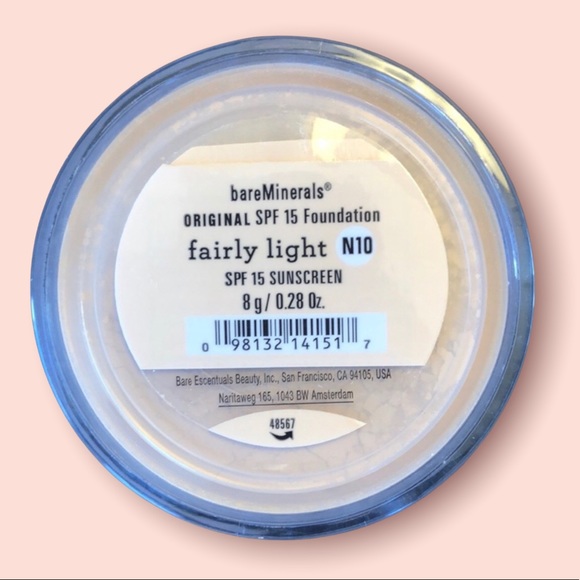 bareMinerals®
ORIGINAL SPF 15 Foundation
fairly light N10
SPF 15 SUNSCREEN
8 g / 0.28 Oz.
0 98132 14151 7
Bare Escentuals Beauty, Inc., San Francisco, CA 94105, USA
Naritaweg 165, 1043 BW Amsterdam
48567